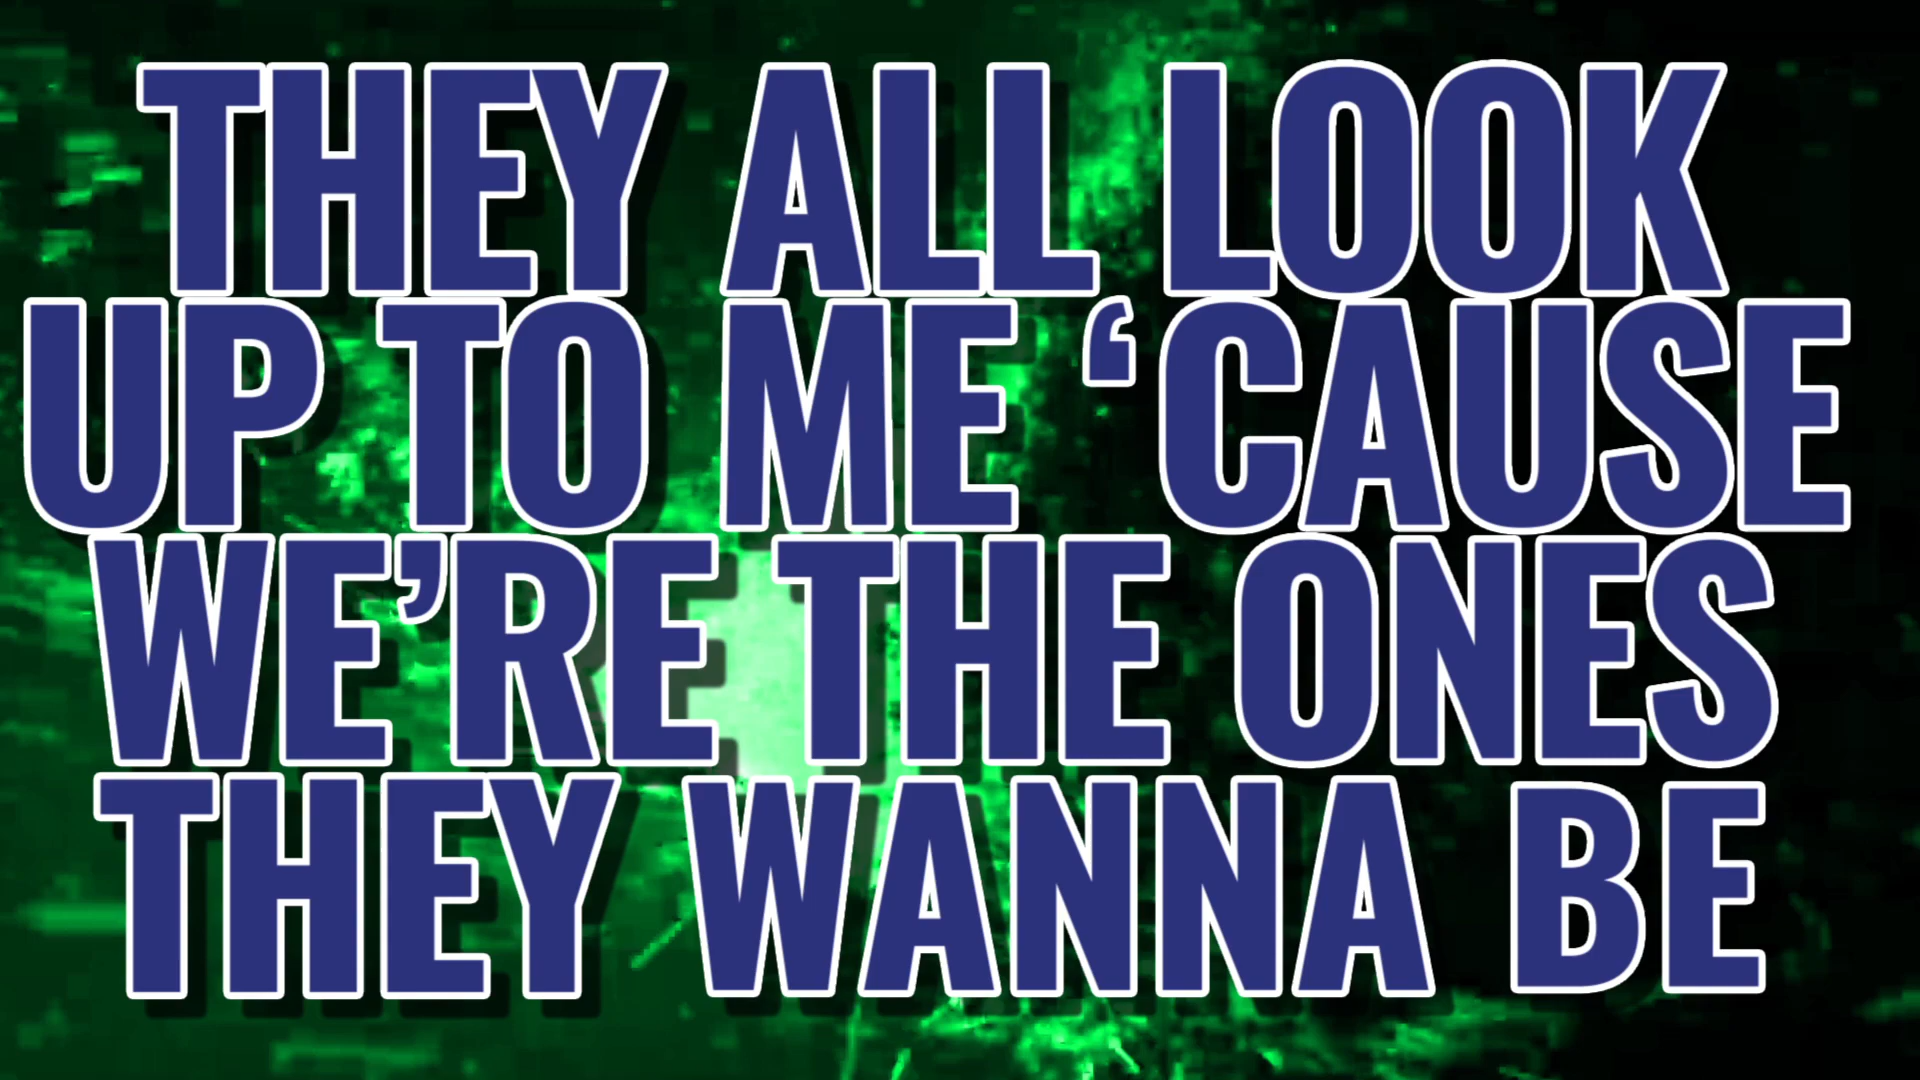 THEY ALL LOOK
UP TO ME ‘CAUSE
WE’RE THE ONES
THEY WANNA BE